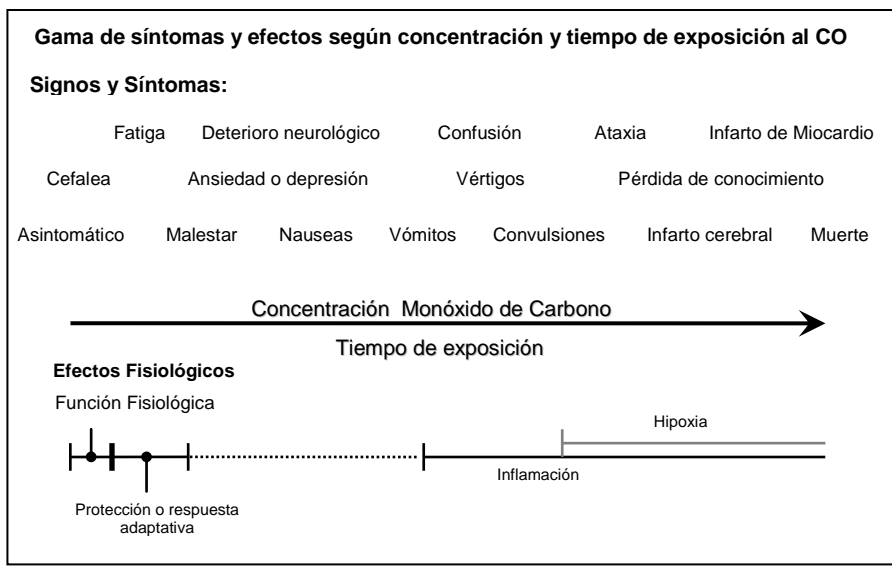 Gama de síntomas y efectos según concentración y tiempo de exposición al CO
Signos y Síntomas:
Fatiga Deterioro neurológico Confusión Ataxia Infarto de Miocardio
Cefalea Ansiedad o depresión Vértigos Pérdida de conocimiento
Asintomático Malestar Nauseas Vómitos Convulsiones Infarto cerebral Muerte
Concentración Monóxido de Carbono
Tiempo de exposición
Efectos Fisiológicos
Función Fisiológica
Hipoxia
Inflamación
Protección o respuesta
adaptativa